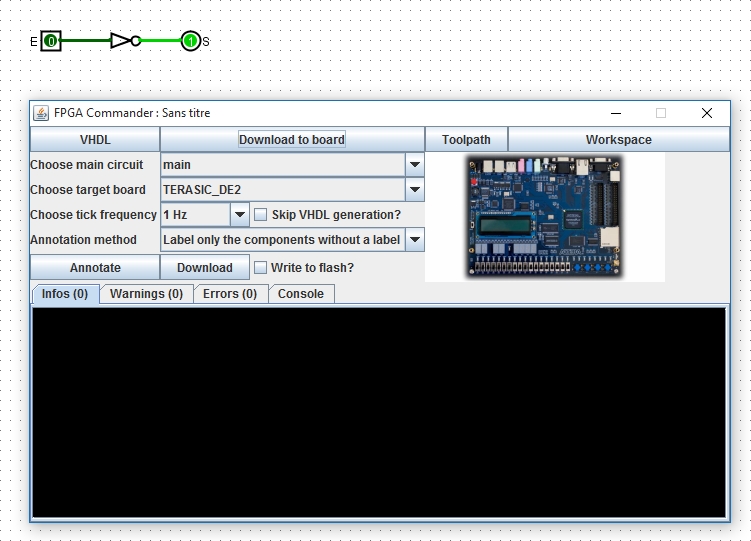 E 0 1 S
FPGA Commander : Sans titre
VHDL Download to board Toolpath Workspace
Choose main circuit main
Choose target board TERASIC_DE2
Choose tick frequency 1 Hz Skip VHDL generation?
Annotation method Label only the components without a label
Annotate Download Write to flash?
Infos (0) Warnings (0) Errors (0) Console